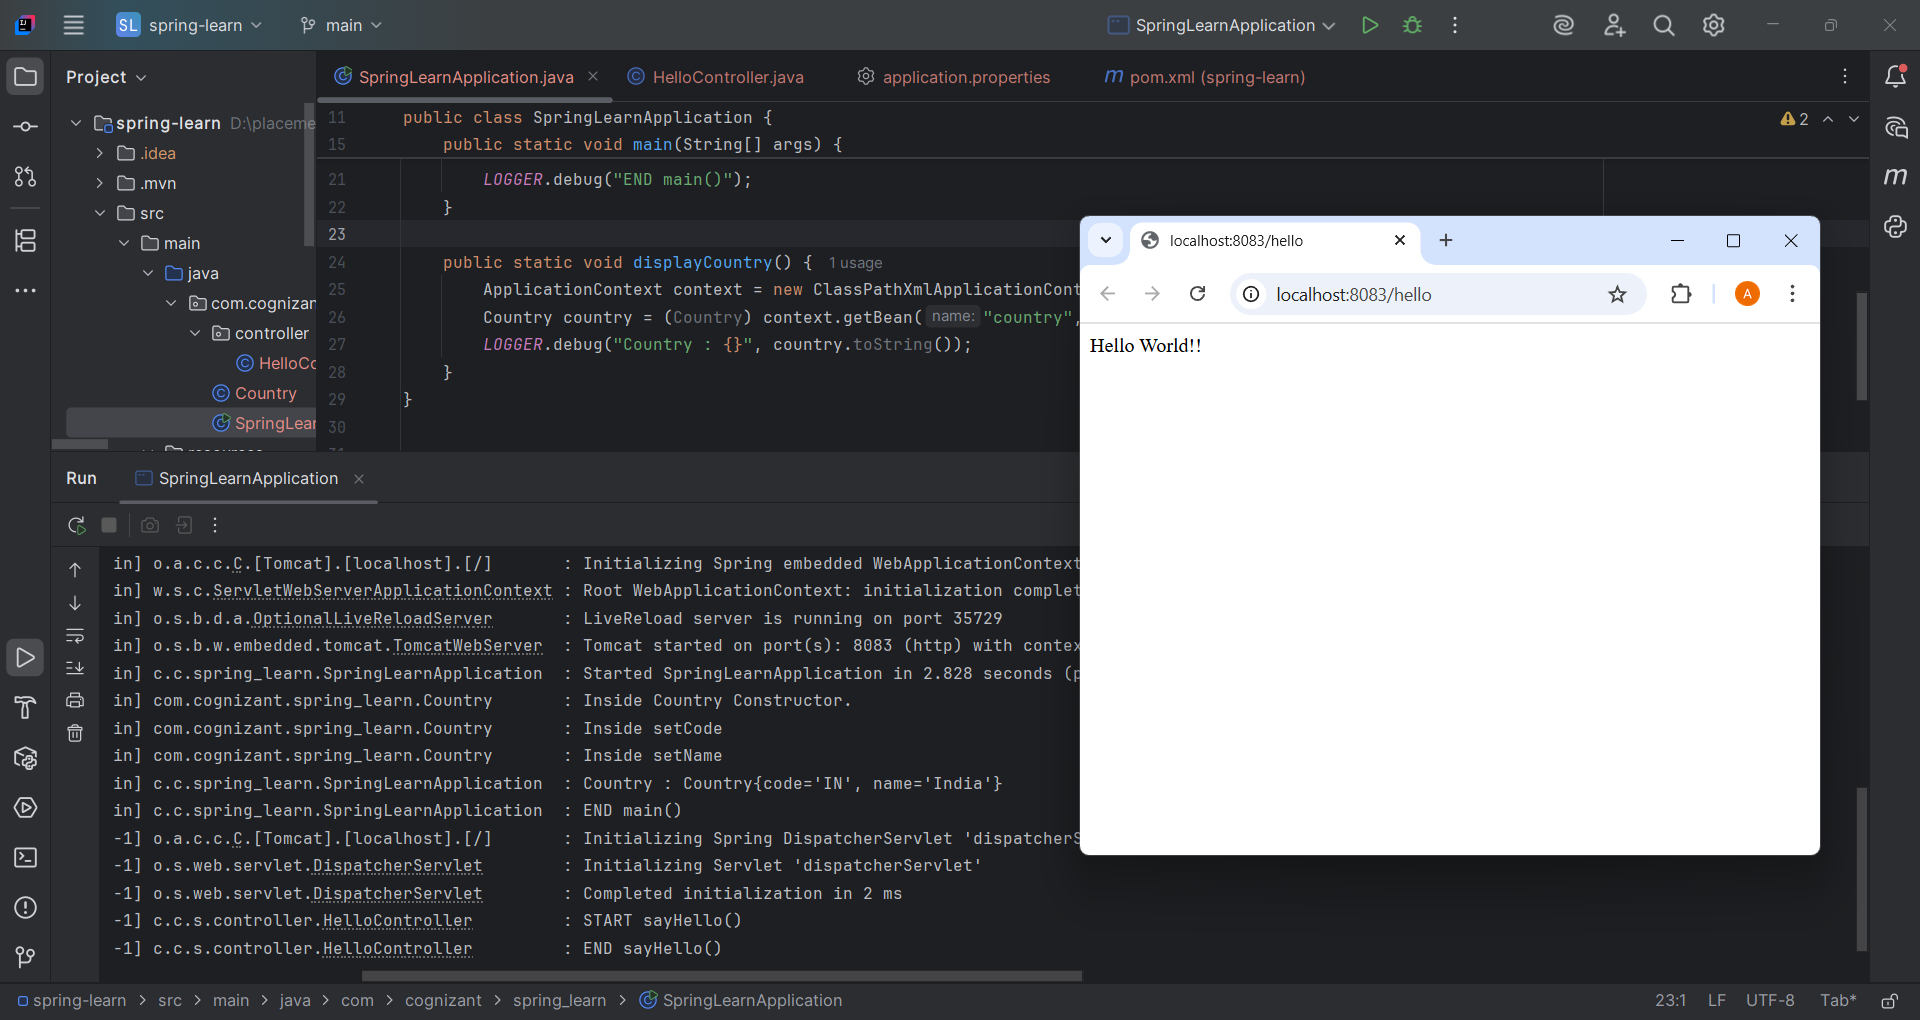 SL spring-learn main SpringLearnApplication
Project
SpringLearnApplication.java HelloController.java application.properties m pom.xml (spring-learn)
spring-learn D:\placeme
.idea
.mvn
src
main
java
com.cognizan
controller
HelloCo
Country
SpringLear
11 public class SpringLearnApplication {
15 public static void main(String[] args) {
2
21 LOGGER.debug("END main()");
22 }
23
24 public static void displayCountry() { 1 usage
25 ApplicationContext context = new ClassPathXmlApplicationCont
26 Country country = (Country) context.getBean( name: "country",
27 LOGGER.debug("Country : {}", country.toString());
28 }
29 }
30
localhost:8083/hello
localhost:8083/hello
A
Hello World!!
Run SpringLearnApplication
in] o.a.c.c.C.[Tomcat].[localhost].[/] : Initializing Spring embedded WebApplicationContext
in] w.s.c.ServletWebServerApplicationContext : Root WebApplicationContext: initialization complet
in] o.s.b.d.a.OptionalLiveReloadServer : LiveReload server is running on port 35729
in] o.s.b.w.embedded.tomcat.TomcatWebServer : Tomcat started on port(s): 8083 (http) with contex
in] c.c.spring_learn.SpringLearnApplication : Started SpringLearnApplication in 2.828 seconds (p
in] com.cognizant.spring_learn.Country : Inside Country Constructor.
in] com.cognizant.spring_learn.Country : Inside setCode
in] com.cognizant.spring_learn.Country : Inside setName
in] c.c.spring_learn.SpringLearnApplication : Country : Country{code='IN', name='India'}
in] c.c.spring_learn.SpringLearnApplication : END main()
-1] o.a.c.c.C.[Tomcat].[localhost].[/] : Initializing Spring DispatcherServlet 'dispatcherS
-1] o.s.web.servlet.DispatcherServlet : Initializing Servlet 'dispatcherServlet'
-1] o.s.web.servlet.DispatcherServlet : Completed initialization in 2 ms
-1] c.c.s.controller.HelloController : START sayHello()
-1] c.c.s.controller.HelloController : END sayHello()
spring-learn > src > main > java > com > cognizant > spring_learn > SpringLearnApplication
23:1 LF UTF-8 Tab*